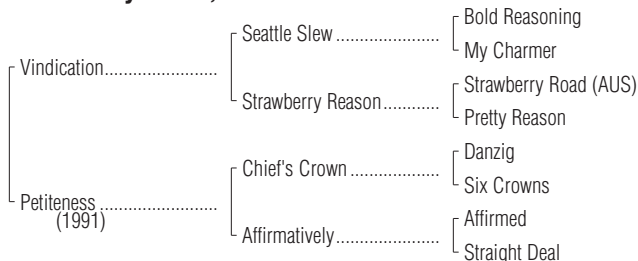 Bold Reasoning
Seattle Slew ..................
My Charmer
Vindication....................
Strawberry Road (AUS)
Strawberry Reason............
Pretty Reason
Danzig
Chief's Crown ..................
Six Crowns
Petiteness .....................
(1991)
Affirmed
Affirmatively.....................
Straight Deal